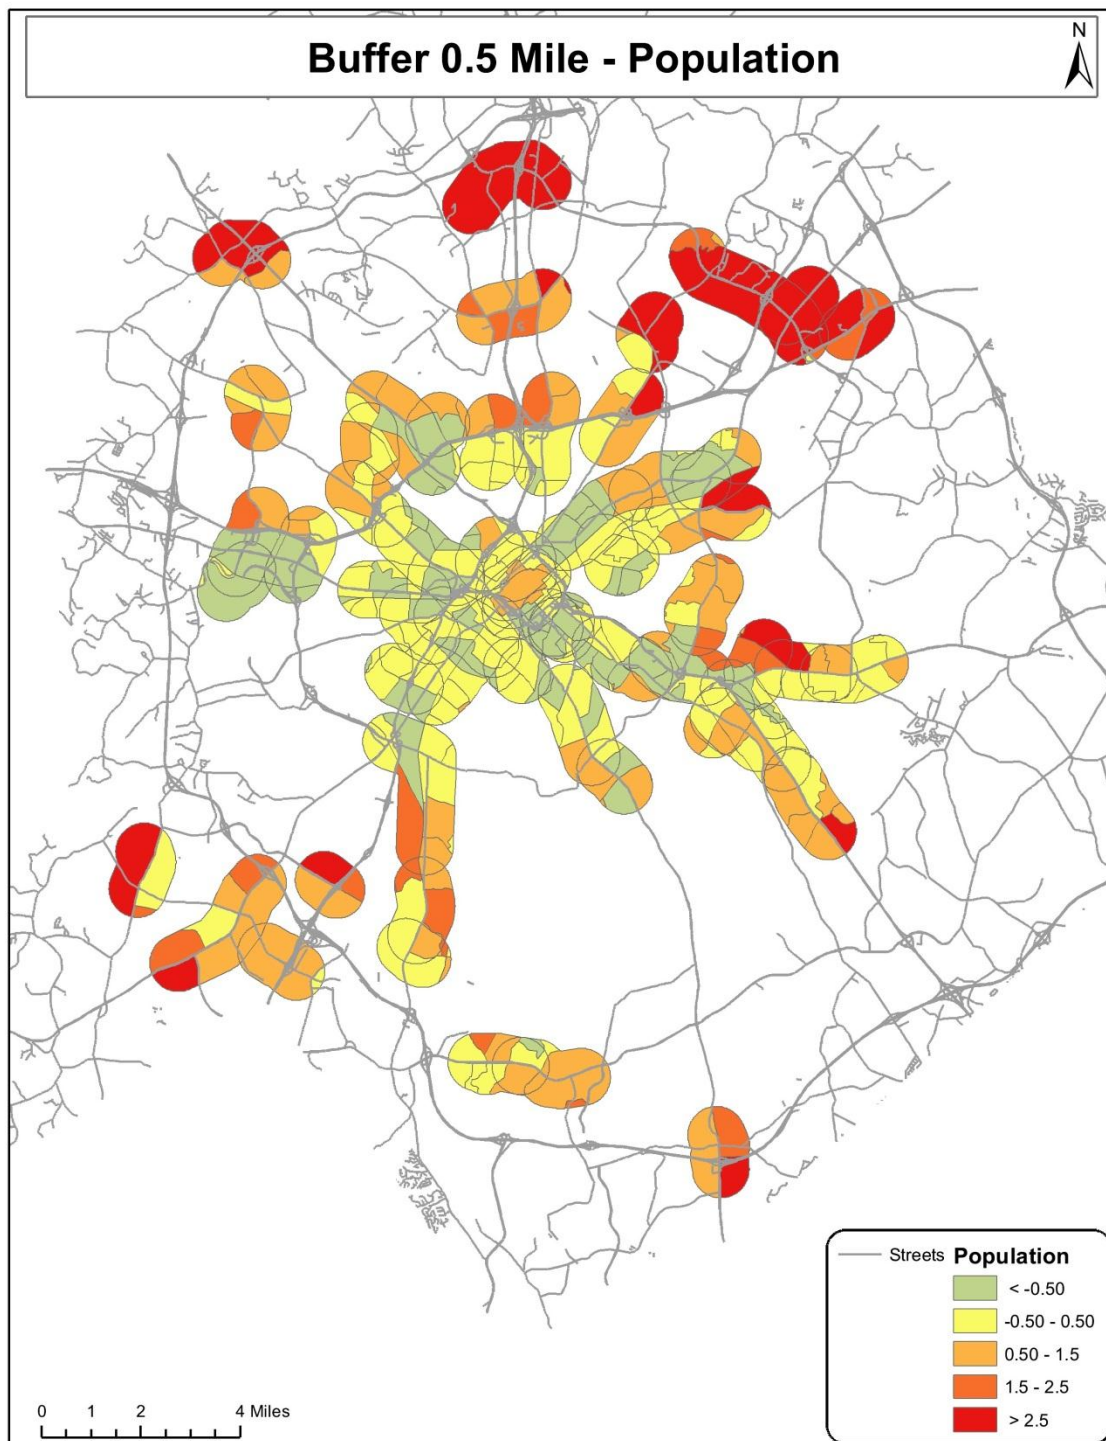 Buffer 0.5 Mile - Population
N
Streets Population
< -0.50
-0.50 - 0.50
0.50 - 1.5
1.5 - 2.5
> 2.5
0 1 2 4 Miles